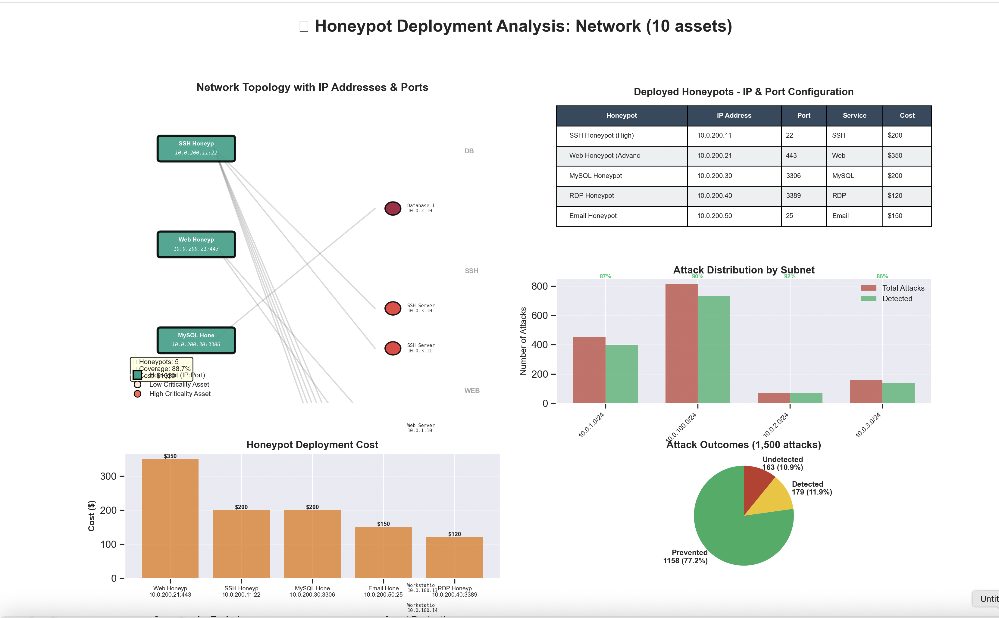 Honeypot Deployment Analysis: Network (10 assets)
Network Topology with IP Addresses & Ports
SSH Honeyp
10.0.200.11:22
Web Honeyp
10.0.200.21:443
MySQL Hone
10.0.200.30:3306
DB
Database 1
10.0.2.10
SSH
SSH Server
10.0.3.10
SSH Server
10.0.3.11
WEB
Web Server
10.0.1.10
Honeypots: 5
Coverage: 88.7%
Cost: $1020
Honeypot (IP:Port)
Low Criticality Asset
High Criticality Asset
Deployed Honeypots - IP & Port Configuration
Honeypot IP Address Port Service Cost
SSH Honeypot (High) 10.0.200.11 22 SSH $200
Web Honeypot (Advanc 10.0.200.21 443 Web $350
MySQL Honeypot 10.0.200.30 3306 MySQL $200
RDP Honeypot 10.0.200.40 3389 RDP $120
Email Honeypot 10.0.200.50 25 Email $150
Attack Distribution by Subnet
87% 90% 92% 86%
Total Attacks
Detected
Number of Attacks
800
600
400
200
0
10.0.1.0/24 10.0.100.0/24 10.0.2.0/24 10.0.3.0/24
Honeypot Deployment Cost
Cost ($)
300
200
100
0
$350 $200 $200 $150 $120
Web Honeyp SSH Honeyp MySQL Hone Email Hone RDP Honeyp
10.0.200.21:443 10.0.200.11:22 10.0.200.30:3306 10.0.200.50:25 10.0.200.40:3389
Workstatio
10.0.100.13
Workstatio
10.0.100.14
Attack Outcomes (1,500 attacks)
Undetected
163 (10.9%)
Detected
179 (11.9%)
Prevented
1158 (77.2%)
Untit